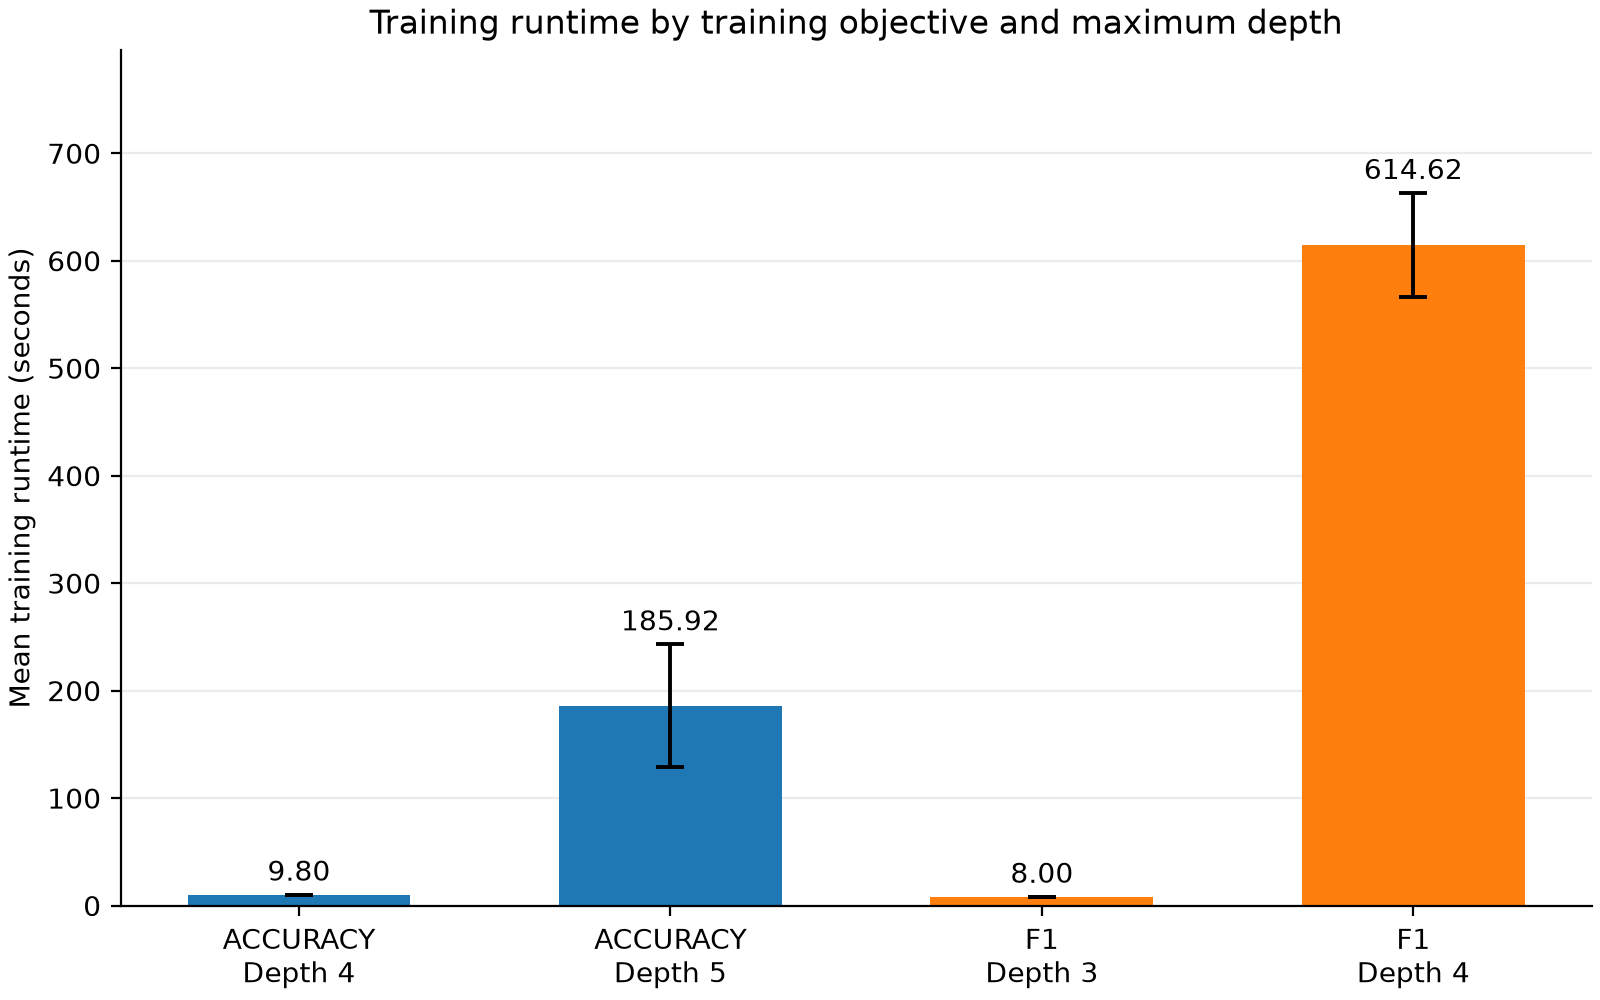 Training runtime by training objective and maximum depth
Mean training runtime (seconds)
700
600
500
400
300
200
100
0
9.80
185.92
8.00
614.62
ACCURACY
Depth 4
ACCURACY
Depth 5
F1
Depth 3
F1
Depth 4